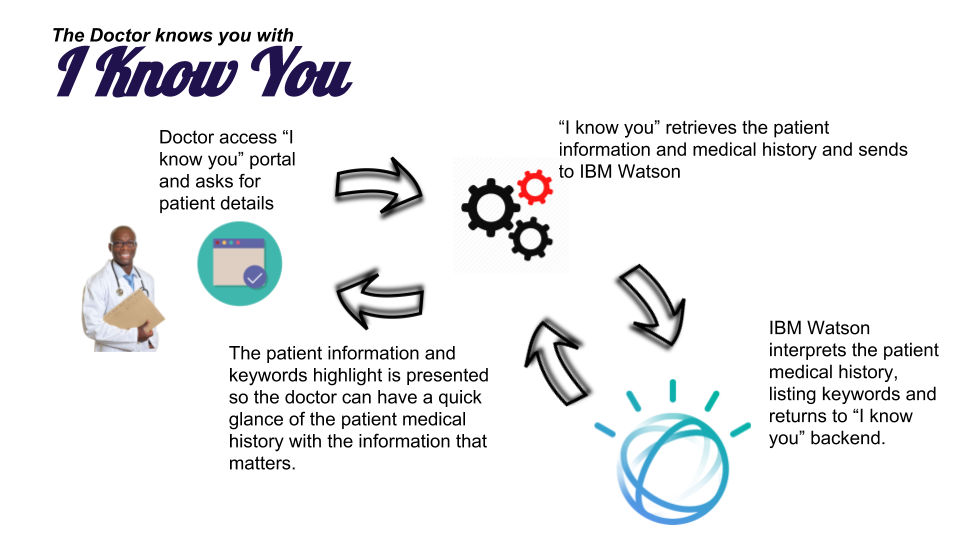 The Doctor knows you with
I Know You
Doctor access “I
know you” portal
and asks for
patient details
“I know you” retrieves the patient
information and medical history and sends
to IBM Watson
IBM Watson
interprets the patient
medical history,
listing keywords and
returns to “I know
you” backend.
The patient information and
keywords highlight is presented
so the doctor can have a quick
glance of the patient medical
history with the information that
matters.